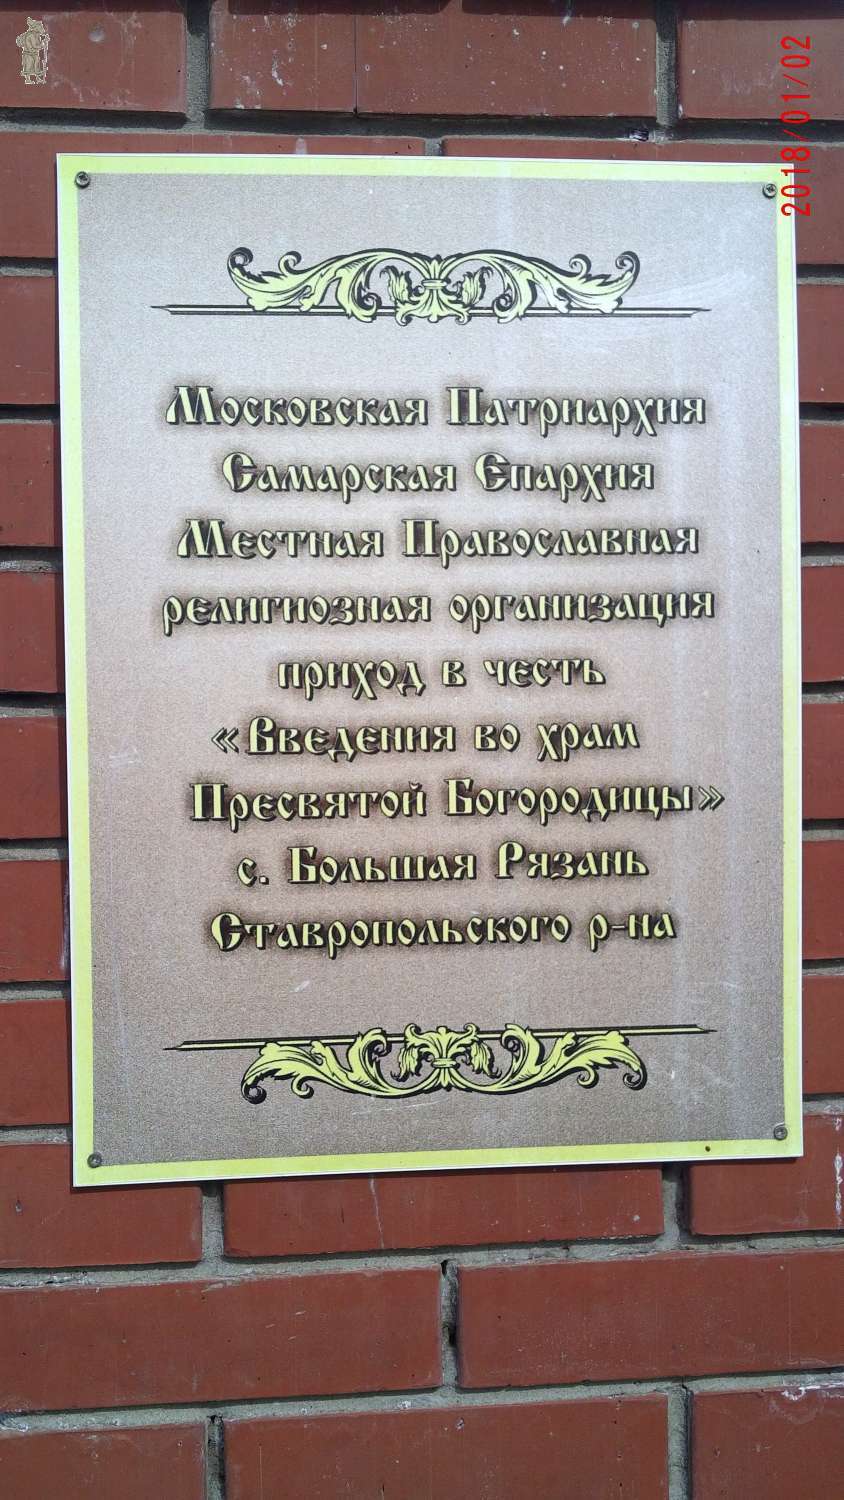 2018/01/02
Московская Патриархия
Самарская Епархия
Местная Православная
религиозная организация
приход в честь
«Введения во храм
Пресвятой Богородицы»
с. Большая Рязань
Ставропольского р-на